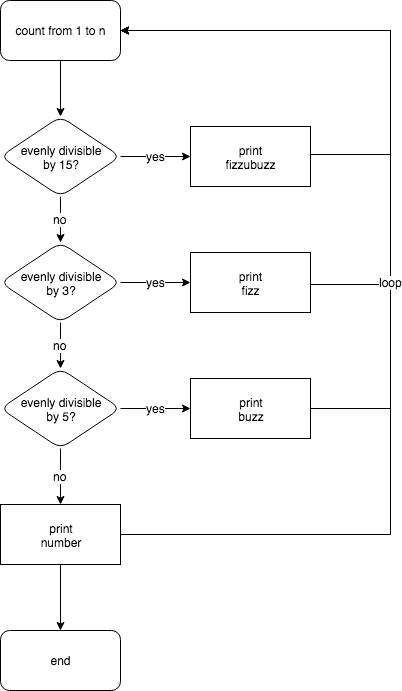 count from 1 to n
evenly divisible
by 15?
yes
print
fizzubuzz
no
evenly divisible
by 3?
yes
print
fizz
loop
no
evenly divisible
by 5?
yes
print
buzz
no
print
number
end